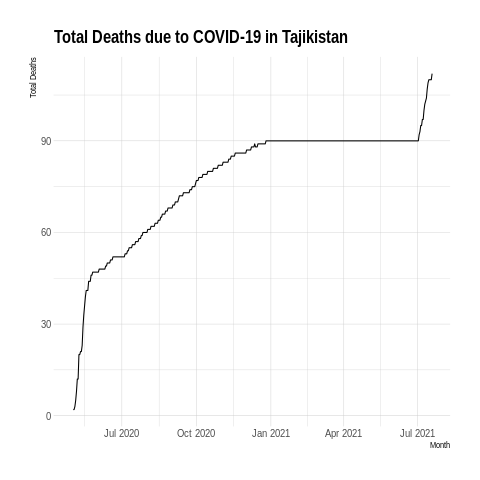 Total Deaths due to COVID-19 in Tajikistan
Total Deaths
90
60
30
0
Jul 2020 Oct 2020 Jan 2021 Apr 2021 Jul 2021
Month